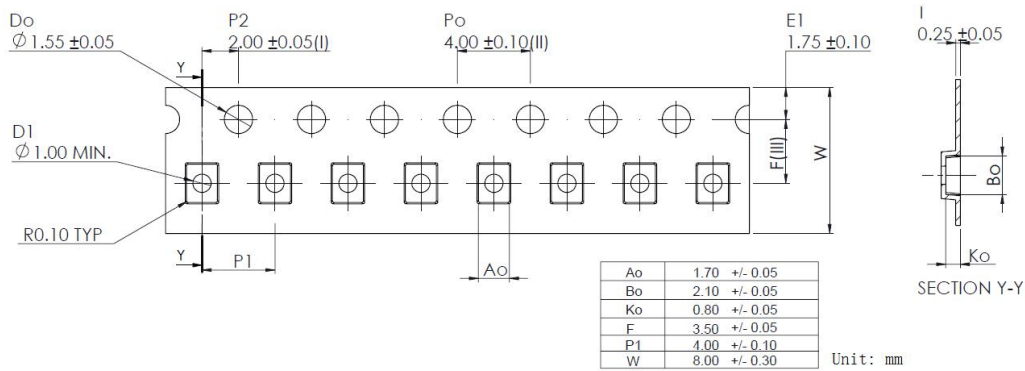 Do
∅ 1.55 ±0.05
P2
2.00 ±0.05(I)
Po
4.00 ±0.10(II)
E1
1.75 ±0.10
I
0.25 ±0.05
Y
D1
∅ 1.00 MIN.
F(III)
W
Bo
R0.10 TYP
Y
P1
Ao
Ko
SECTION Y-Y
Ao 1.70 +/- 0.05
Bo 2.10 +/- 0.05
Ko 0.80 +/- 0.05
F 3.50 +/- 0.05
P1 4.00 +/- 0.10
W 8.00 +/- 0.30
Unit: mm